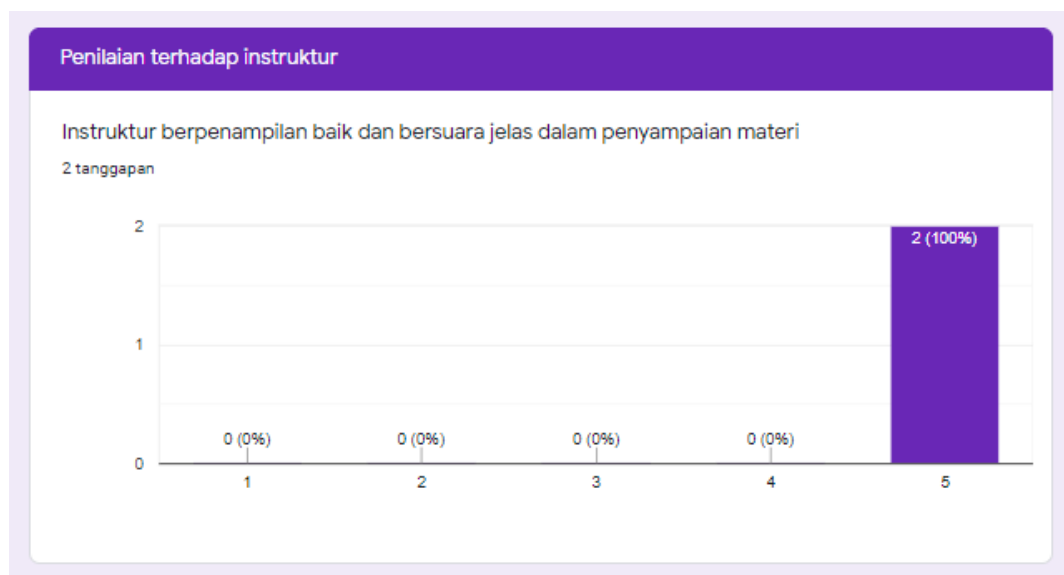 Penilaian terhadap instruktur
Instruktur berpenampilan baik dan bersuara jelas dalam penyampaian materi
2 tanggapan
2
2 (100%)
1
0 (0%) 0 (0%) 0 (0%) 0 (0%)
0
1 2 3 4 5